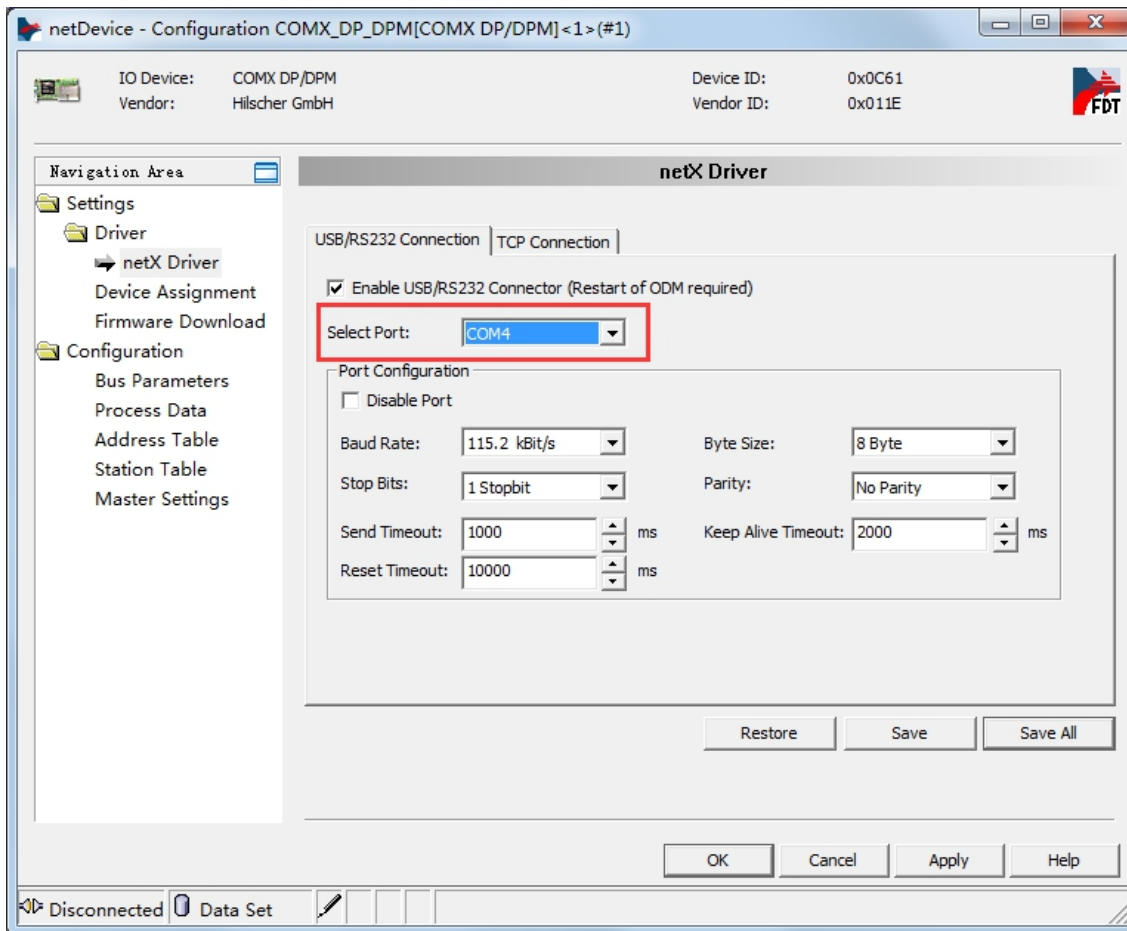 netDevice - Configuration COMX_DP_DPM[COMX DP/DPM]<1>(#1)
IO Device: COMX DP/DPM Device ID: 0x0C61
Vendor: Hilscher GmbH Vendor ID: 0x011E
FDT
Navigation Area
netX Driver
Settings
Driver
netX Driver
Device Assignment
Firmware Download
Configuration
Bus Parameters
Process Data
Address Table
Station Table
Master Settings
USB/RS232 Connection TCP Connection
Enable USB/RS232 Connector (Restart of ODM required)
Select Port: COM4
Port Configuration
Disable Port
Baud Rate: 115.2 kBit/s Byte Size: 8 Byte
Stop Bits: 1 Stopbit Parity: No Parity
Send Timeout: 1000 ms Keep Alive Timeout: 2000 ms
Reset Timeout: 10000 ms
Restore Save Save All
OK Cancel Apply Help
Disconnected Data Set